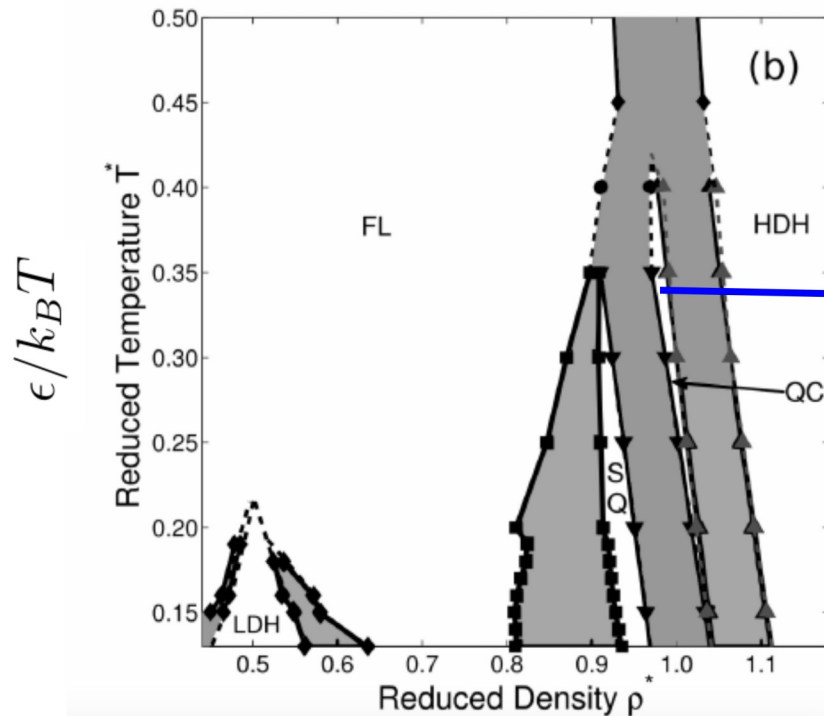 0.50
(b)
0.45
0.40
FL
HDH
0.35
0.30
QC
0.25
S
Q
0.20
0.15
LDH
0.5 0.6 0.7 0.8 0.9 1.0 1.1
Reduced Density ρ*
Reduced Temperature T*
ϵ/k_BT